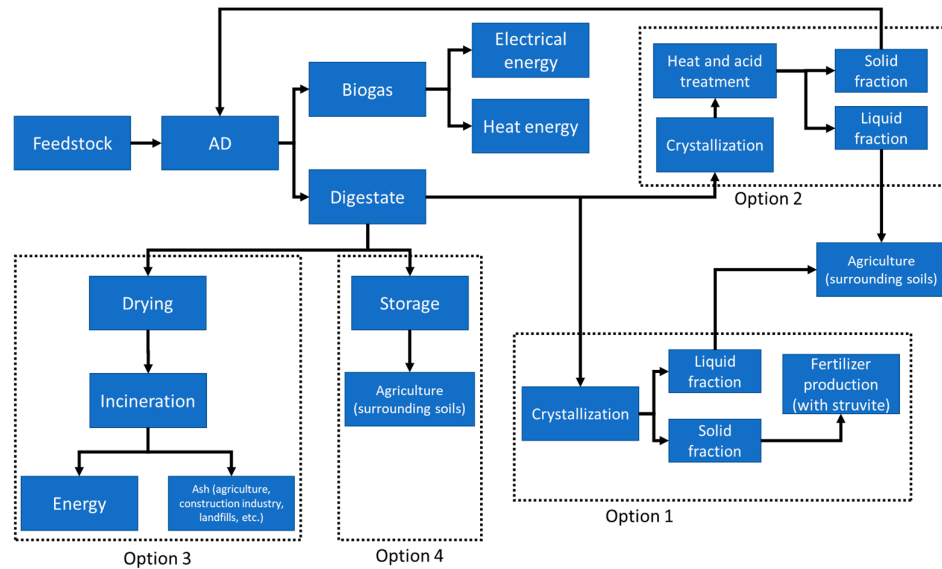 Feedstock
AD
Biogas
Electrical
energy
Heat energy
Digestate
Heat and acid
treatment
Solid
fraction
Liquid
fraction
Crystallization
Option 2
Agriculture
(surrounding soils)
Drying
Incineration
Energy
Ash (agriculture,
construction industry,
landfills, etc.)
Option 3
Storage
Agriculture
(surrounding soils)
Option 4
Crystallization
Liquid
fraction
Solid
fraction
Fertilizer
production
(with struvite)
Option 1